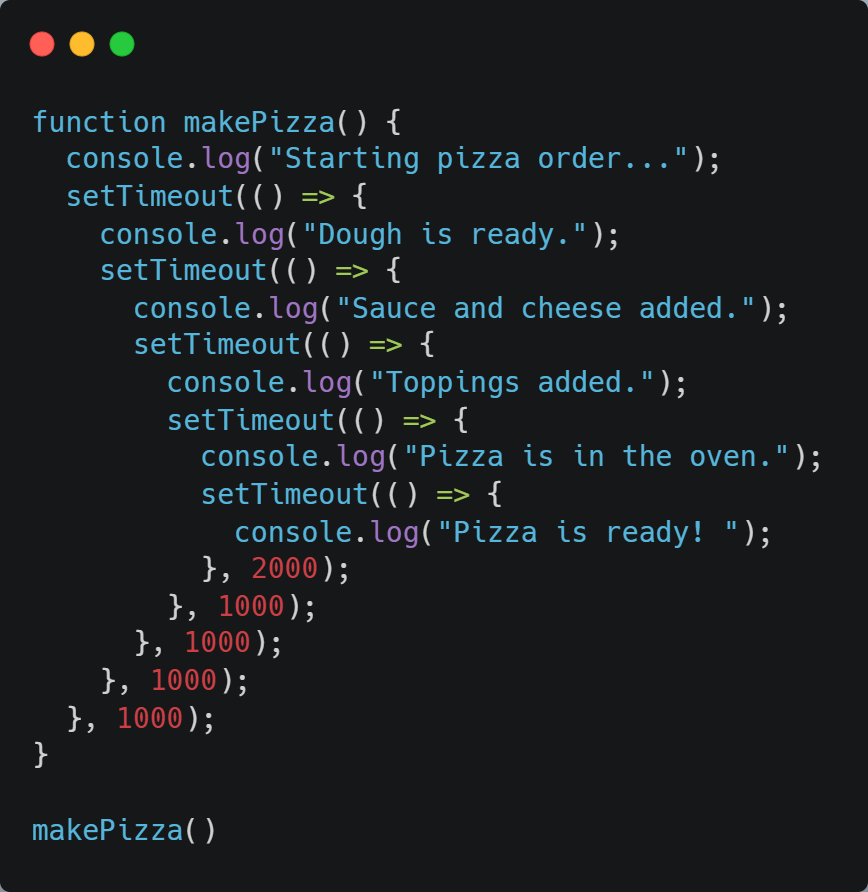 function makePizza() {
  console.log("Starting pizza order...");
  setTimeout(() => {
    console.log("Dough is ready.");
    setTimeout(() => {
      console.log("Sauce and cheese added.");
      setTimeout(() => {
        console.log("Toppings added.");
        setTimeout(() => {
          console.log("Pizza is in the oven.");
          setTimeout(() => {
            console.log("Pizza is ready! ");
          }, 2000);
        }, 1000);
      }, 1000);
    }, 1000);
  }, 1000);
}

makePizza()